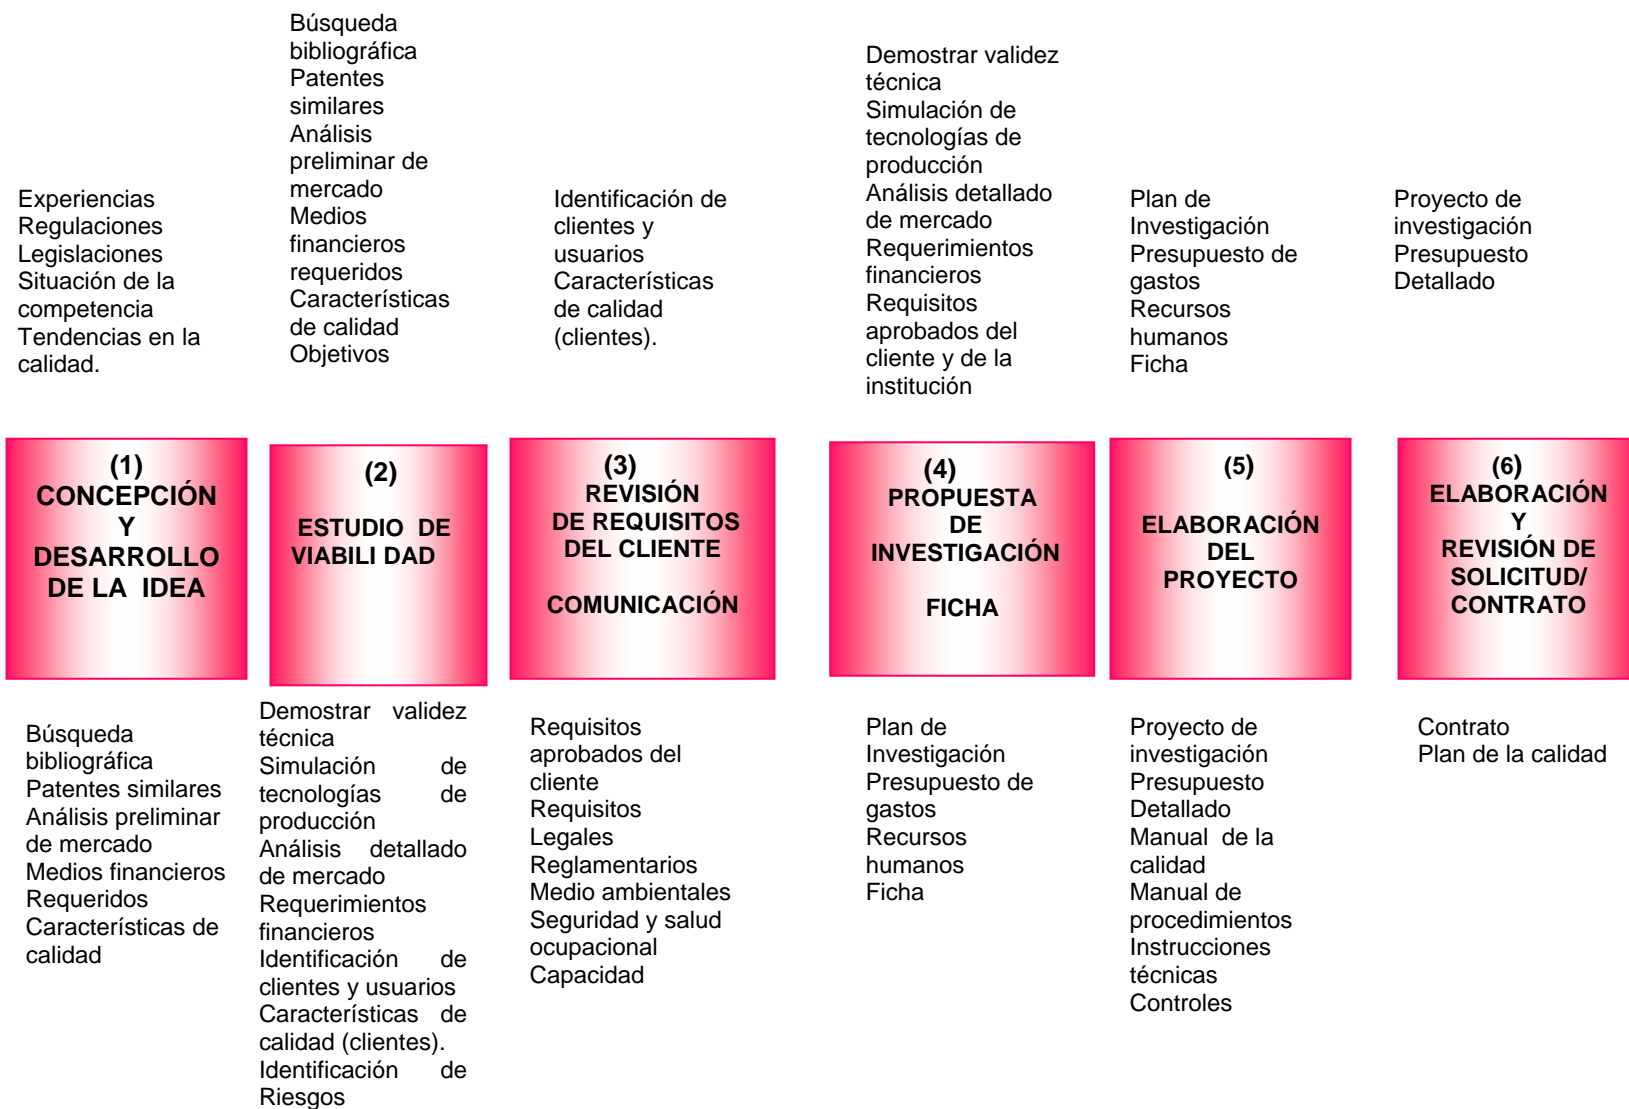 Búsqueda
bibliográfica
Patentes
similares
Análisis
preliminar de
mercado
Medios
financieros
requeridos
Características
de calidad
Objetivos
Demostrar validez
técnica
Simulación de
tecnologías de
producción
Análisis detallado
de mercado
Requerimientos
financieros
Requisitos
aprobados del
cliente y de la
institución
Experiencias
Regulaciones
Legislaciones
Situación de la
competencia
Tendencias en la
calidad.
Identificación de
clientes y
usuarios
Características
de calidad
(clientes).
Plan de
Investigación
Presupuesto de
gastos
Recursos
humanos
Ficha
Proyecto de
investigación
Presupuesto
Detallado
(1)
CONCEPCIÓN
Y
DESARROLLO
DE LA  IDEA
(2)
ESTUDIO  DE
VIABILI DAD
(3)
REVISIÓN
DE REQUISITOS
DEL CLIENTE
COMUNICACIÓN
(4)
PROPUESTA
DE
INVESTIGACIÓN
FICHA
(5)
ELABORACIÓN
DEL
PROYECTO
(6)
ELABORACIÓN
Y
REVISIÓN DE
SOLICITUD/
CONTRATO
Búsqueda
bibliográfica
Patentes similares
Análisis preliminar
de mercado
Medios financieros
Requeridos
Características de
calidad
Demostrar validez
técnica
Simulación de
tecnologías de
producción
Análisis detallado
de mercado
Requerimientos
financieros
Identificación de
clientes y usuarios
Características de
calidad (clientes).
Identificación de
Riesgos
Requisitos
aprobados del
cliente
Requisitos
Legales
Reglamentarios
Medio ambientales
Seguridad y salud
ocupacional
Capacidad
Plan de
Investigación
Presupuesto de
gastos
Recursos
humanos
Ficha
Proyecto de
investigación
Presupuesto
Detallado
Manual  de la
calidad
Manual de
procedimientos
Instrucciones
técnicas
Controles
Contrato
Plan de la calidad